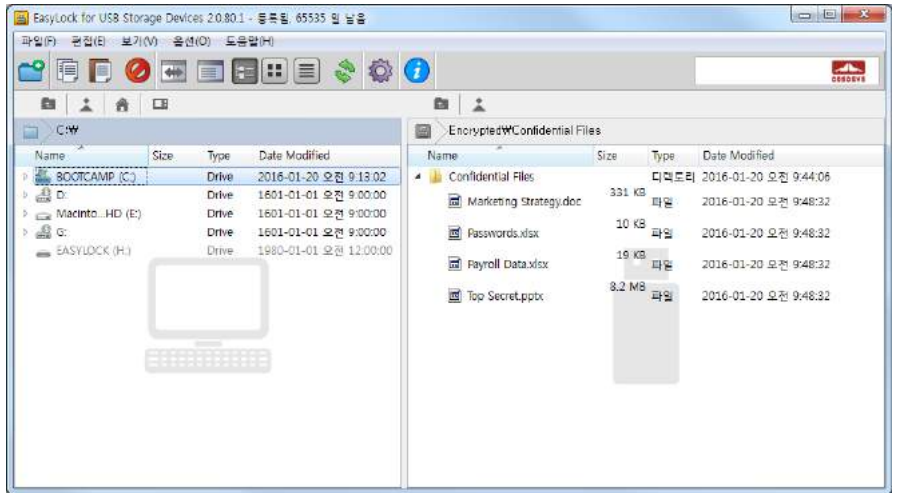 EasyLock for USB Storage Devices 2.0.80.1 - 등록됨, 65535 일 남음
파일(F) 편집(E) 보기(V) 옵션(O) 도움말(H)
COSOSYS
C:₩
Encrypted₩Confidential Files
Name Size Type Date Modified
BOOTCAMP (C:) Drive 2016-01-20 오전 9:13:02
D: Drive 1601-01-01 오전 9:00:00
Macinto...HD (E:) Drive 1601-01-01 오전 9:00:00
G: Drive 1601-01-01 오전 9:00:00
EASYLOCK (H:) Drive 1980-01-01 오전 12:00:00
Name Size Type Date Modified
Confidential Files 디렉토리 2016-01-20 오전 9:44:06
Marketing Strategy.doc 331 KB 파일 2016-01-20 오전 9:48:32
Passwords.xlsx 10 KB 파일 2016-01-20 오전 9:48:32
Payroll Data.xlsx 19 KB 파일 2016-01-20 오전 9:48:32
Top Secret.pptx 8.2 MB 파일 2016-01-20 오전 9:48:32